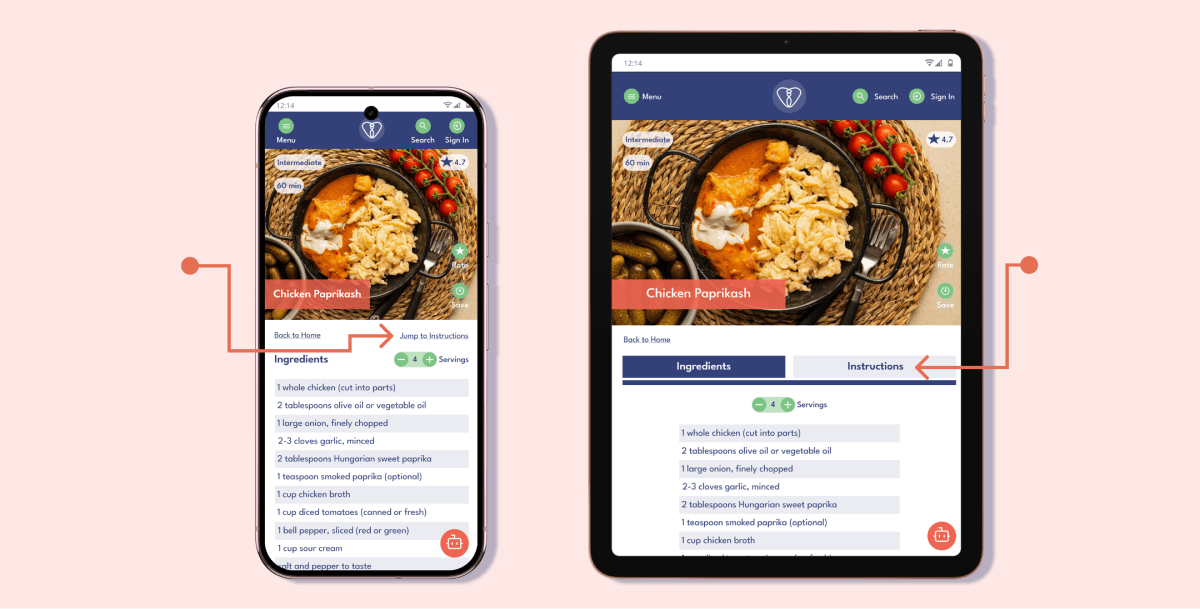 12:14
Menu
Search
Sign In
Intermediate
4.7
60 min
Rate
Chicken Paprikash
Save
Back to Home
Jump to Instructions
Ingredients
4
Servings
1 whole chicken (cut into parts)
2 tablespoons olive oil or vegetable oil
1 large onion, finely chopped
2-3 cloves garlic, minced
2 tablespoons Hungarian sweet paprika
1 teaspoon smoked paprika (optional)
1 cup chicken broth
1 cup diced tomatoes (canned or fresh)
1 bell pepper, sliced (red or green)
1 cup sour cream
salt and pepper to taste
12:14
Menu
Search
Sign In
Intermediate
4.7
60 min
Rate
Chicken Paprikash
Save
Back to Home
Ingredients
Instructions
4
Servings
1 whole chicken (cut into parts)
2 tablespoons olive oil or vegetable oil
1 large onion, finely chopped
2-3 cloves garlic, minced
2 tablespoons Hungarian sweet paprika
1 teaspoon smoked paprika (optional)
1 cup chicken broth